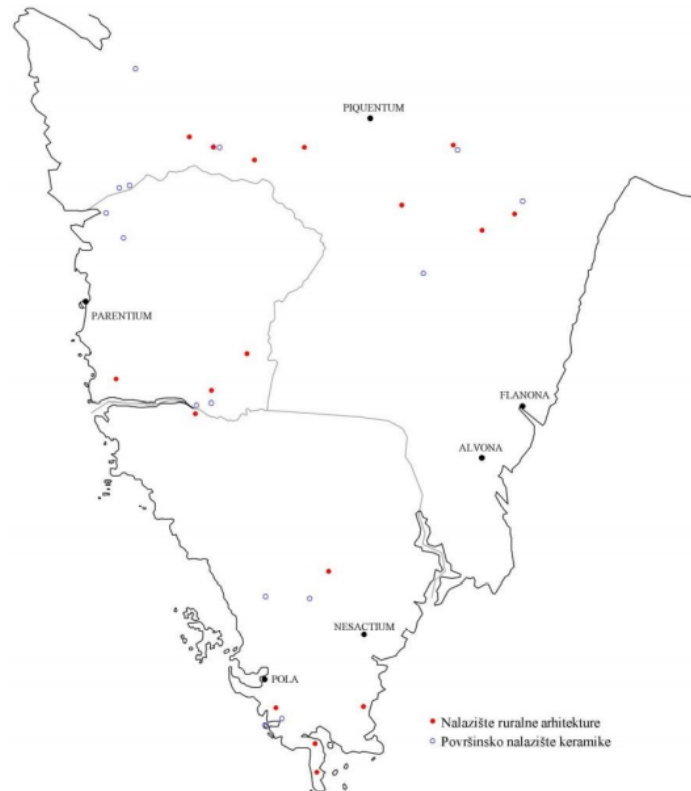 PIQUENTUM
PARENTIUM
FLANONA
ALVONA
NESACTIUM
POLA
Nalazište ruralne arhitekture
Površinsko nalazište keramike